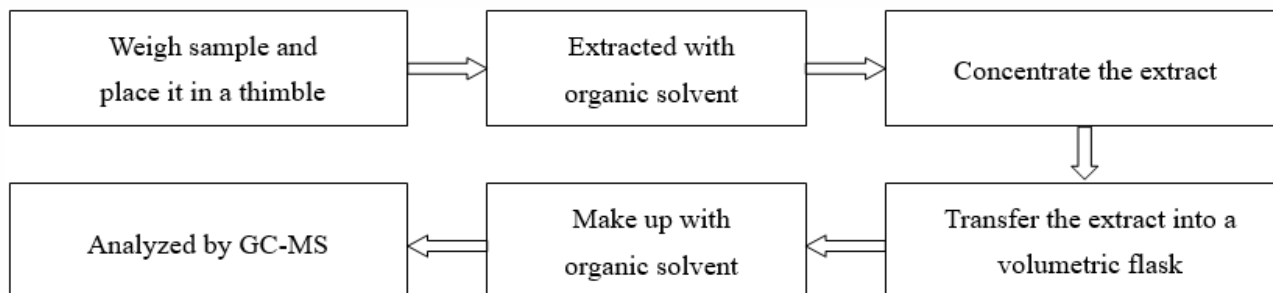 Weigh sample and
place it in a thimble
Extracted with
organic solvent
Concentrate the extract
Transfer the extract into a
volumetric flask
Make up with
organic solvent
Analyzed by GC-MS